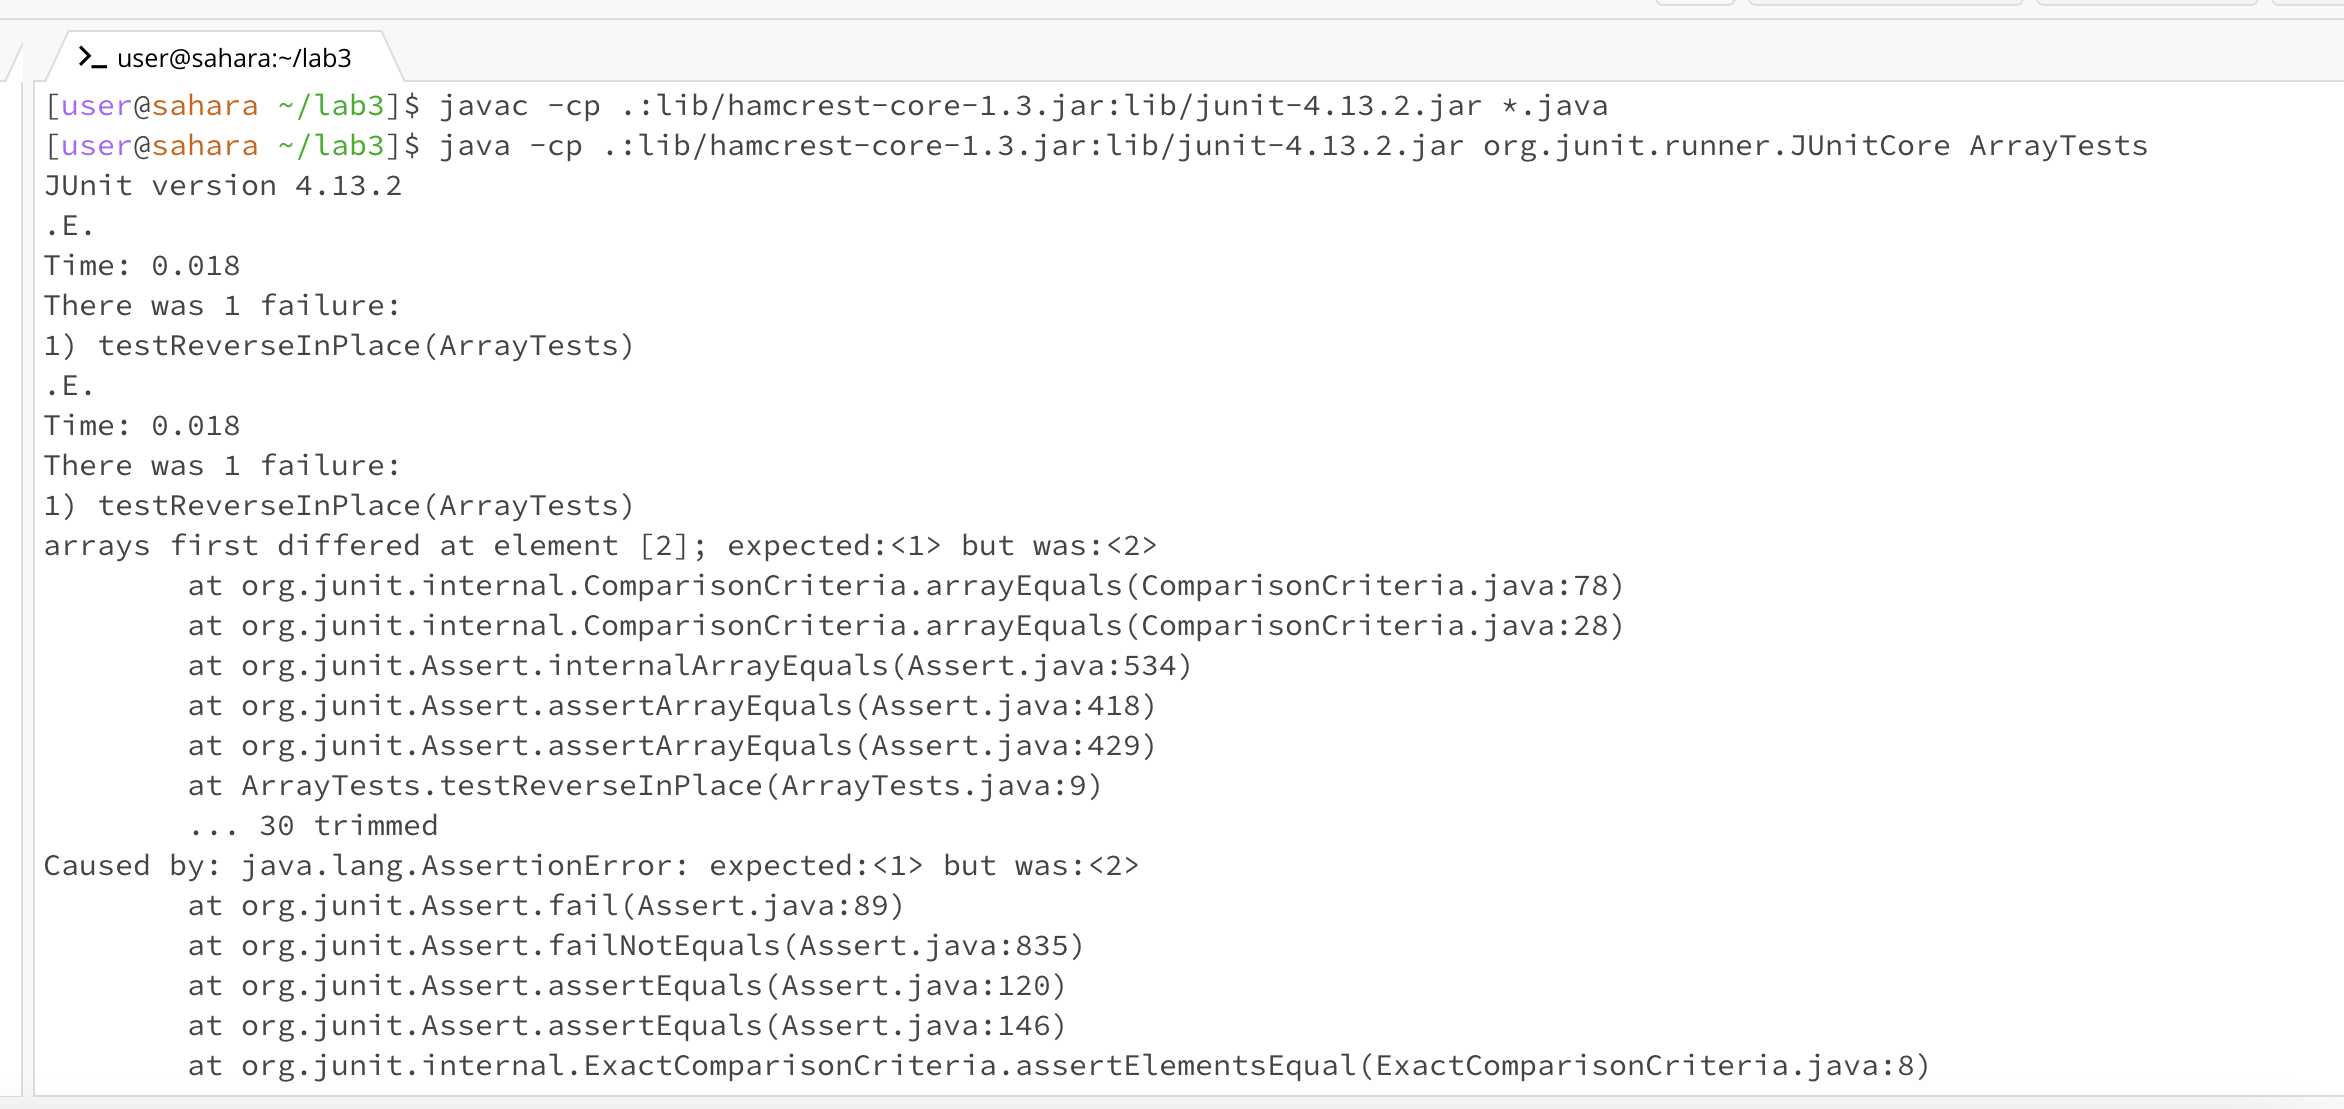 user@sahara:~/lab3
[user@sahara ~/lab3]$ javac -cp .:lib/hamcrest-core-1.3.jar:lib/junit-4.13.2.jar *.java
[user@sahara ~/lab3]$ java -cp .:lib/hamcrest-core-1.3.jar:lib/junit-4.13.2.jar org.junit.runner.JUnitCore ArrayTests
JUnit version 4.13.2
.E.
Time: 0.018
There was 1 failure:
1) testReverseInPlace(ArrayTests)
.E.
Time: 0.018
There was 1 failure:
1) testReverseInPlace(ArrayTests)
arrays first differed at element [2]; expected:<1> but was:<2>
        at org.junit.internal.ComparisonCriteria.arrayEquals(ComparisonCriteria.java:78)
        at org.junit.internal.ComparisonCriteria.arrayEquals(ComparisonCriteria.java:28)
        at org.junit.Assert.internalArrayEquals(Assert.java:534)
        at org.junit.Assert.assertArrayEquals(Assert.java:418)
        at org.junit.Assert.assertArrayEquals(Assert.java:429)
        at ArrayTests.testReverseInPlace(ArrayTests.java:9)
        ... 30 trimmed
Caused by: java.lang.AssertionError: expected:<1> but was:<2>
        at org.junit.Assert.fail(Assert.java:89)
        at org.junit.Assert.failNotEquals(Assert.java:835)
        at org.junit.Assert.assertEquals(Assert.java:120)
        at org.junit.Assert.assertEquals(Assert.java:146)
        at org.junit.internal.ExactComparisonCriteria.assertElementsEqual(ExactComparisonCriteria.java:8)